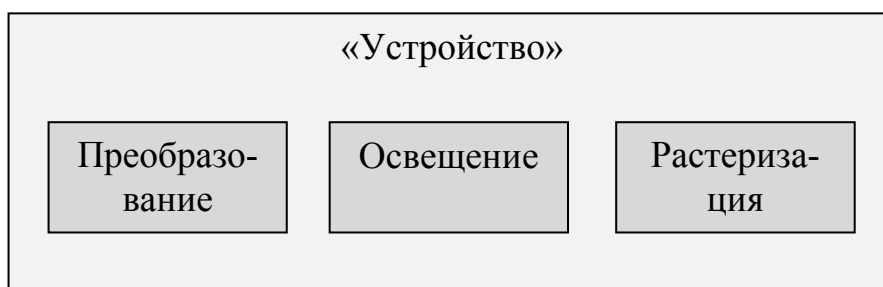 «Устройство»
Преобразо-
вание
Освещение
Растериза-
ция